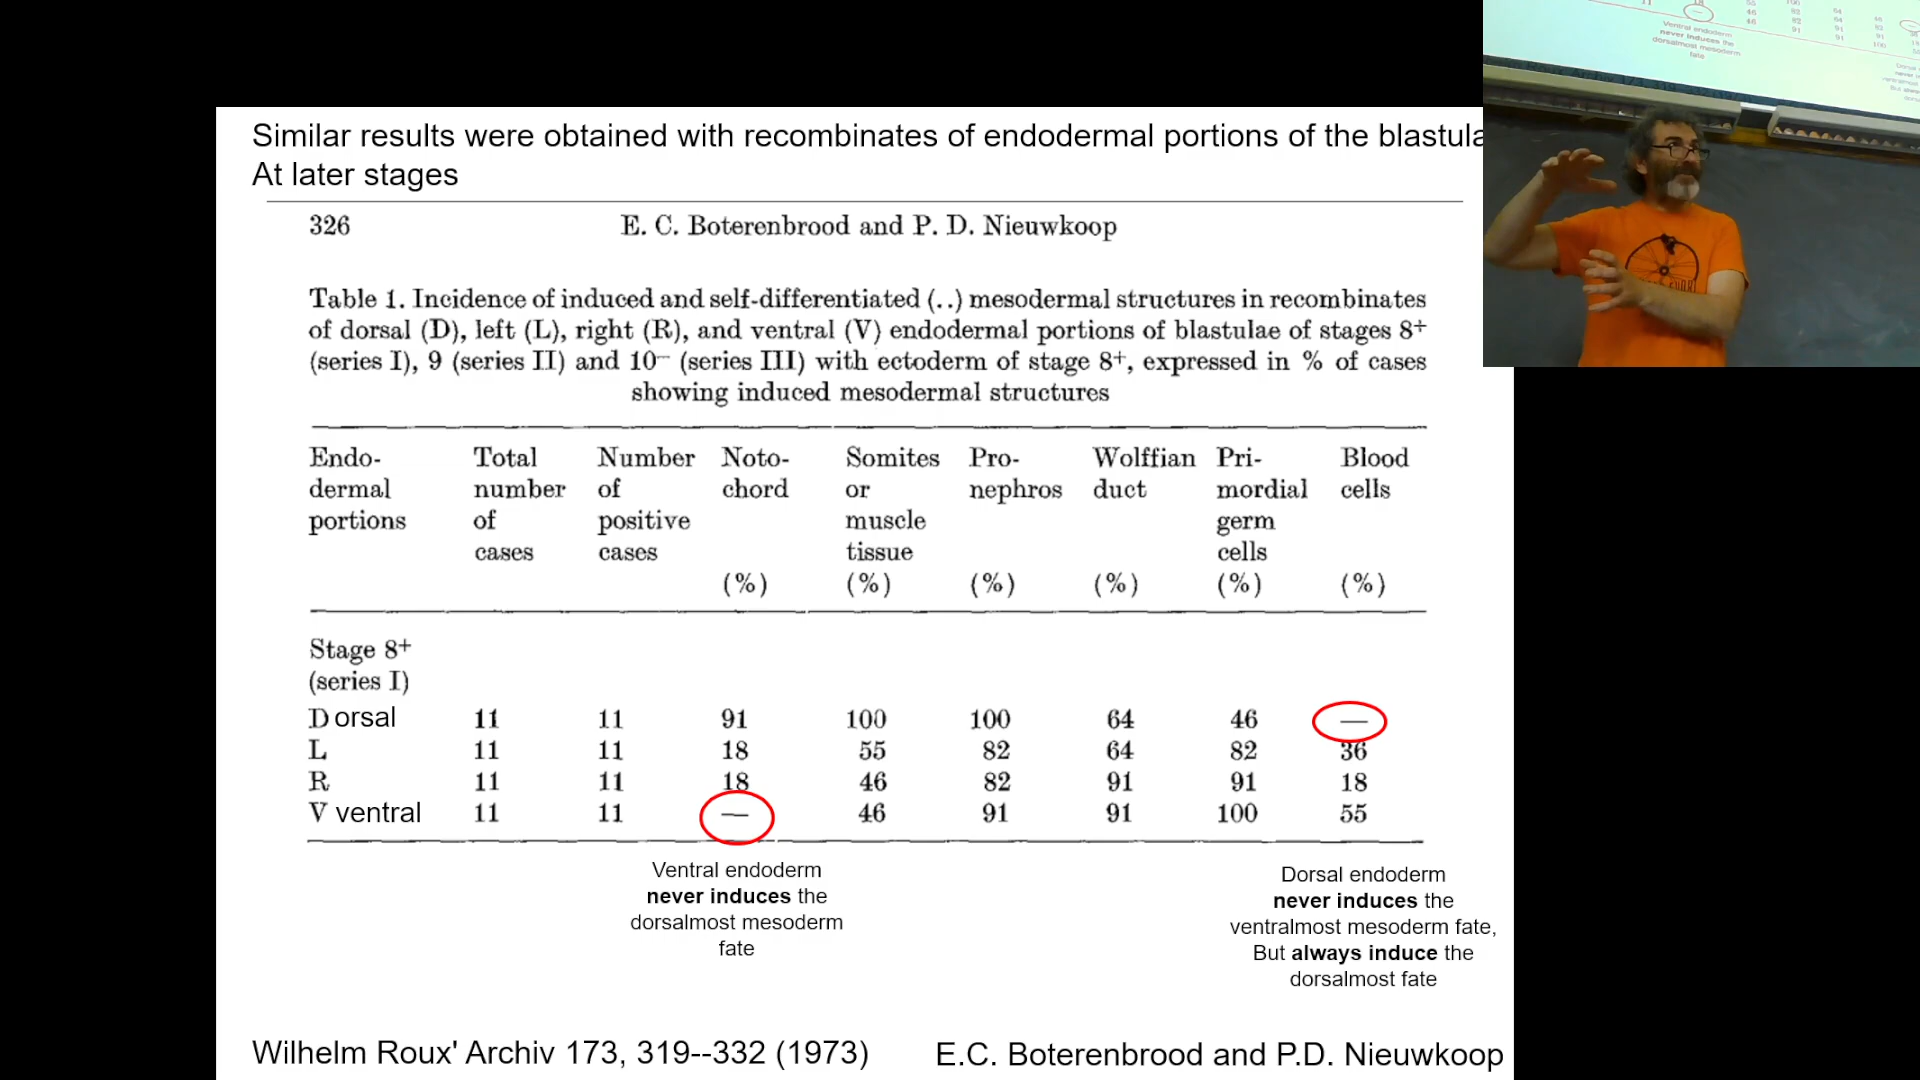 Similar results were obtained with recombinates of endodermal portions of the blastula
At later stages
326 E. C. Boterenbrood and P. D. Nieuwkoop
Table 1. Incidence of induced and self-differentiated (..) mesodermal structures in recombinates
of dorsal (D), left (L), right (R), and ventral (V) endodermal portions of blastulae of stages 8+
(series I), 9 (series II) and 10− (series III) with ectoderm of stage 8+, expressed in % of cases
showing induced mesodermal structures
Endo- Total Number Noto- Somites Pro- Wolffian Pri- Blood
dermal number of chord or nephros duct mordial cells
portions of positive muscle germ
cases cases tissue cells
(%) (%) (%) (%) (%) (%)
Stage 8+
(series I)
Dorsal 11 11 91 100 100 64 46 —
L 11 11 18 55 82 64 82 36
R 11 11 18 46 82 91 91 18
V ventral 11 11 — 46 91 91 100 55
Ventral endoderm
never induces the
dorsalmost mesoderm
fate
Dorsal endoderm
never induces the
ventralmost mesoderm fate,
But always induce the
dorsalmost fate
Wilhelm Roux' Archiv 173, 319--332 (1973)
E.C. Boterenbrood and P.D. Nieuwkoop
Ventral endoderm
never induces the
dorsalmost mesoderm
fate